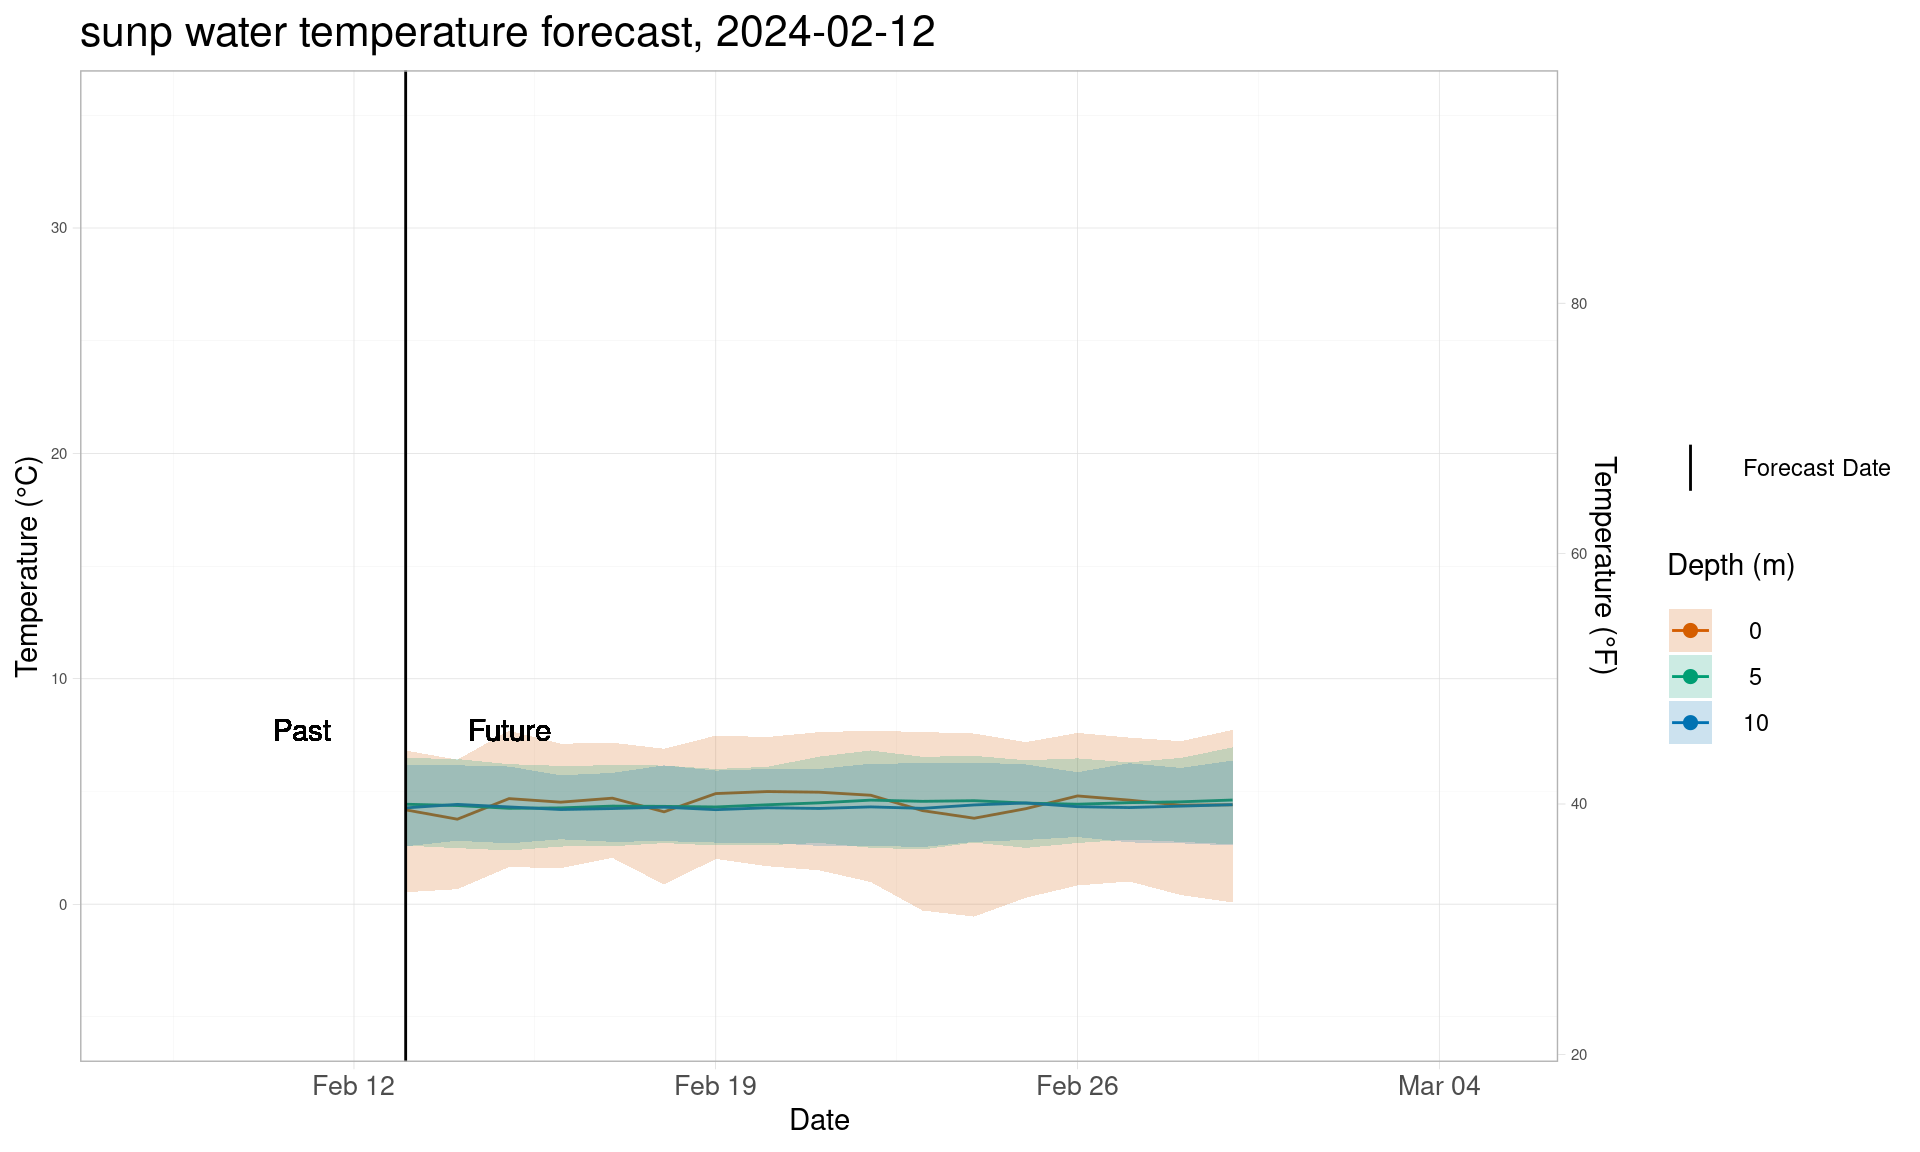 sunp water temperature forecast, 2024-02-12
Temperature (°C)
30
20
10
0
Past
Future
80
60
40
20
Temperature (°F)
Feb 12
Feb 19
Feb 26
Mar 04
Date
Forecast Date
Depth (m)
0
5
10